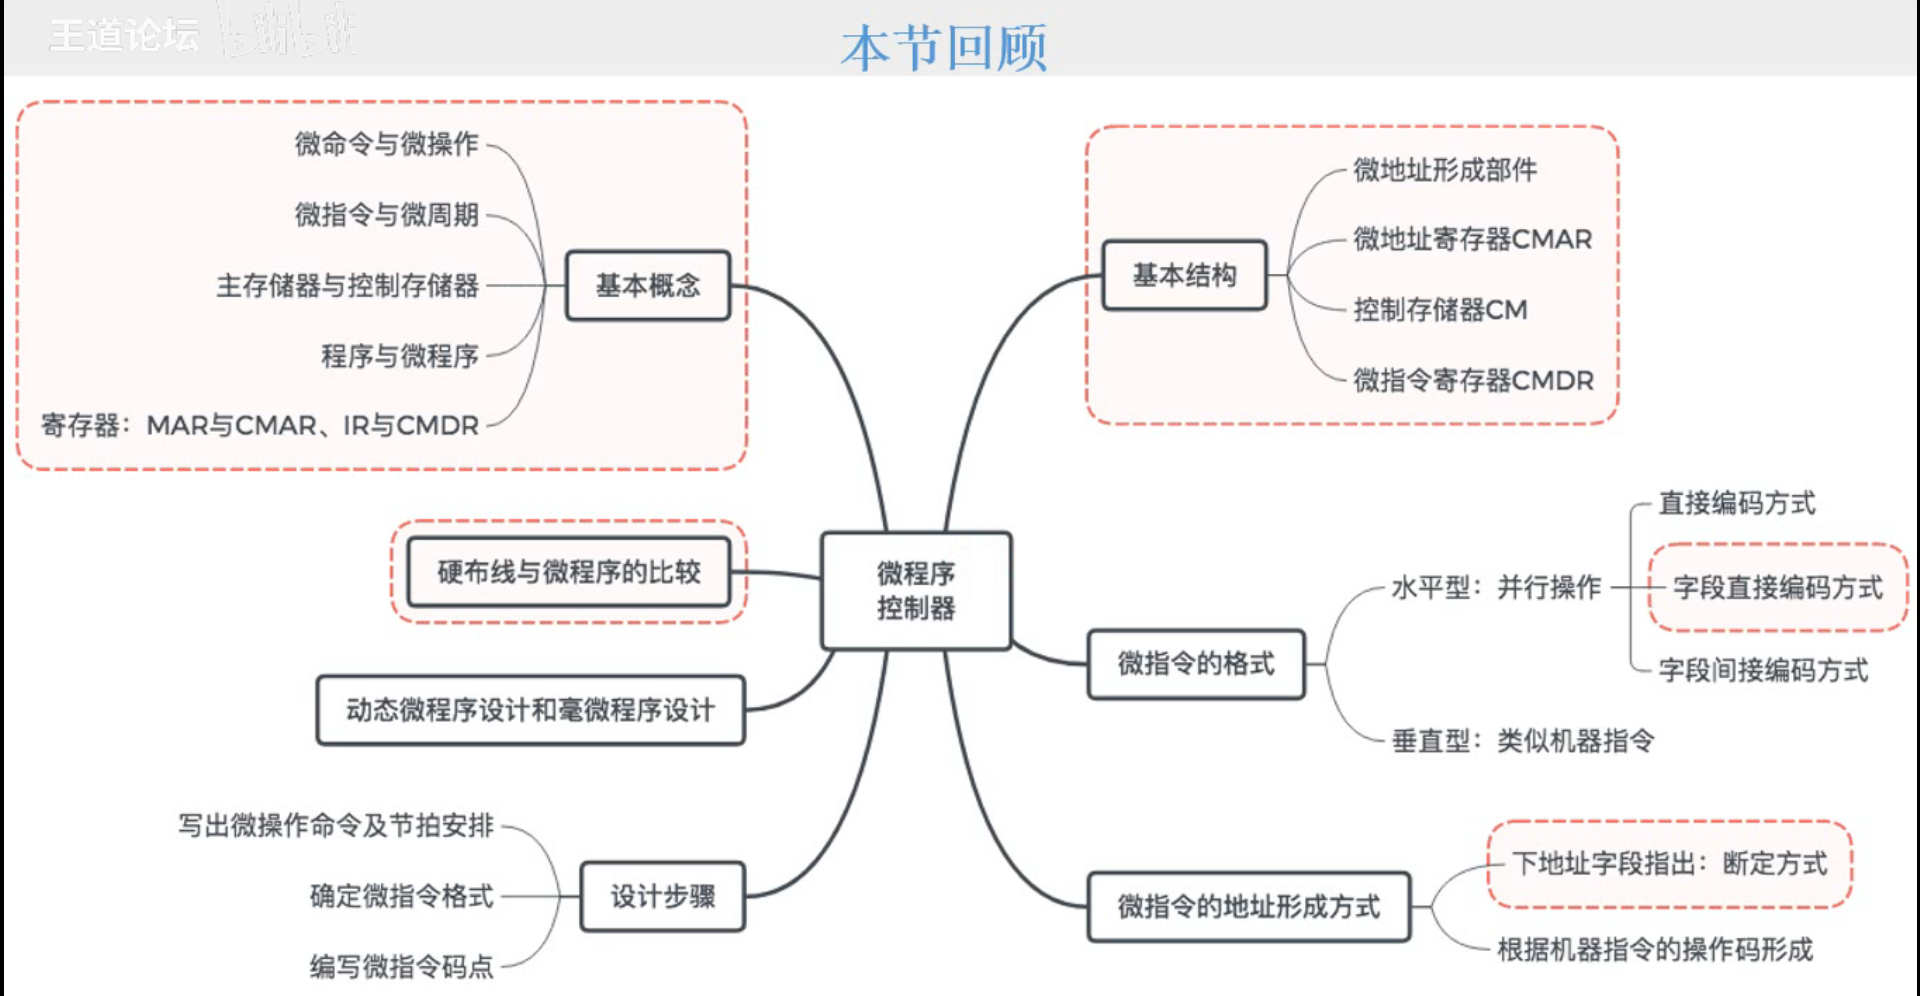 王道论坛 bilibili
本节回顾
微命令与微操作
微指令与微周期
主存储器与控制存储器
程序与微程序
寄存器：MAR与CMAR、IR与CMDR
基本概念
微地址形成部件
微地址寄存器CMAR
控制存储器CM
微指令寄存器CMDR
基本结构
硬布线与微程序的比较
微程序
控制器
动态微程序设计和毫微程序设计
微指令的格式
水平型：并行操作
直接编码方式
字段直接编码方式
字段间接编码方式
垂直型：类似机器指令
写出微操作命令及节拍安排
确定微指令格式
编写微指令码点
设计步骤
微指令的地址形成方式
下地址字段指出：断定方式
根据机器指令的操作码形成